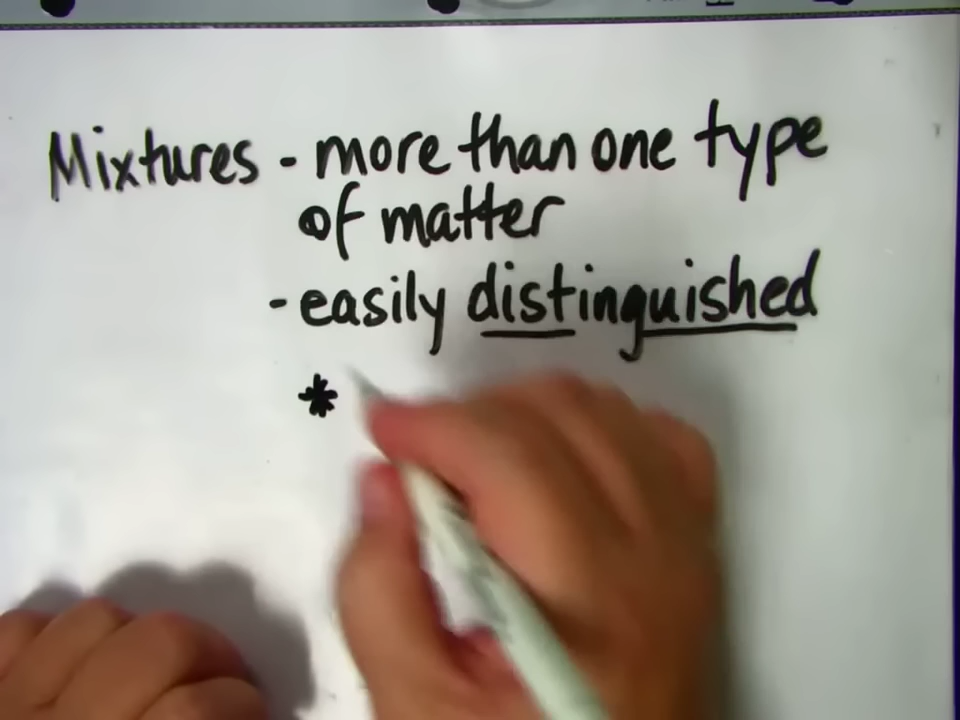 Mixtures - more than one type
of matter
- easily distinguished
*